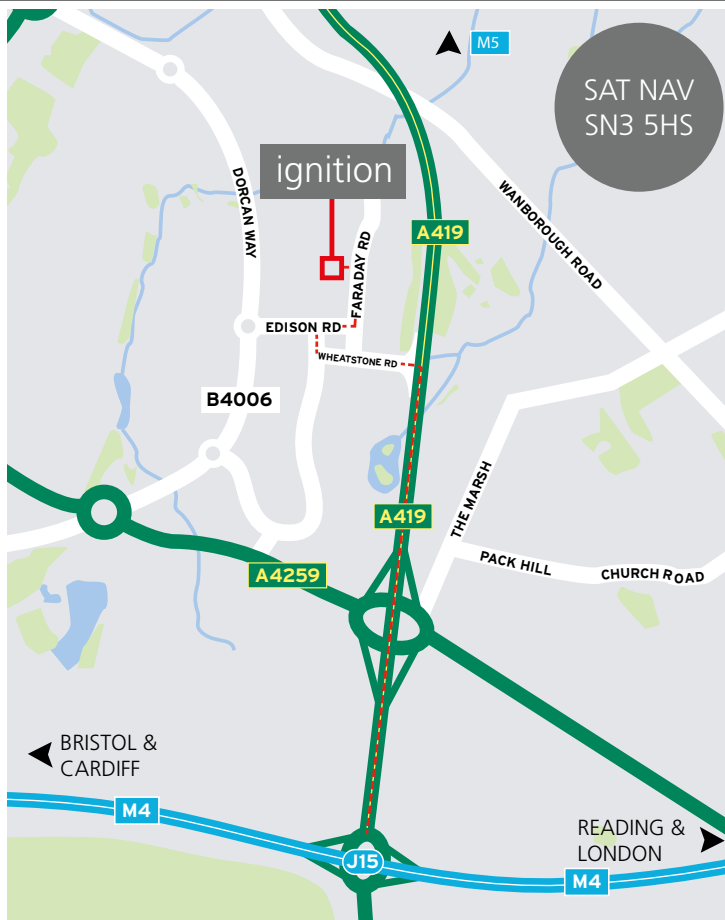 M5
SAT NAV
SN3 5HS
ignition
DORCAN WAY
WANBOROUGH ROAD
A419
FARADAY RD
EDISON RD
WHEATSTONE RD
B4006
A419
THE MARSH
PACK HILL
CHURCH ROAD
A4259
BRISTOL &
CARDIFF
M4
READING &
LONDON
J15
M4